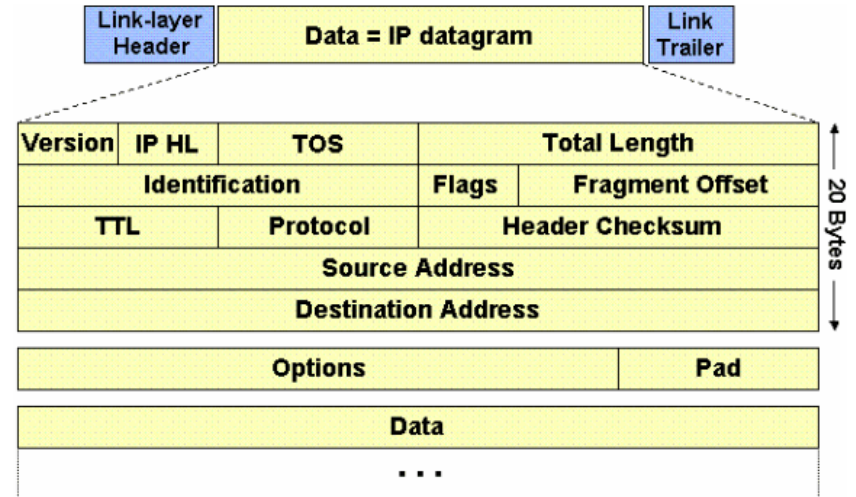 Link-layer Header
Data = IP datagram
Link Trailer
Version IP HL TOS Total Length
Identification Flags Fragment Offset
TTL Protocol Header Checksum
Source Address
Destination Address
20 Bytes
Options Pad
Data
...